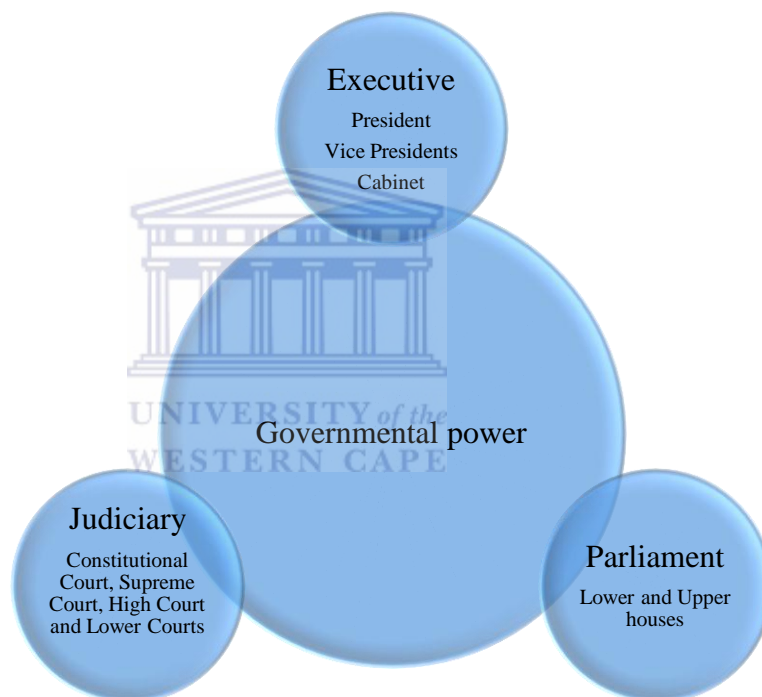 Executive
President
Vice Presidents
Cabinet
UNIVERSITY of the
WESTERN CAPE
Governmental power
Judiciary
Constitutional
Court, Supreme
Court, High Court
and Lower Courts
Parliament
Lower and Upper
houses